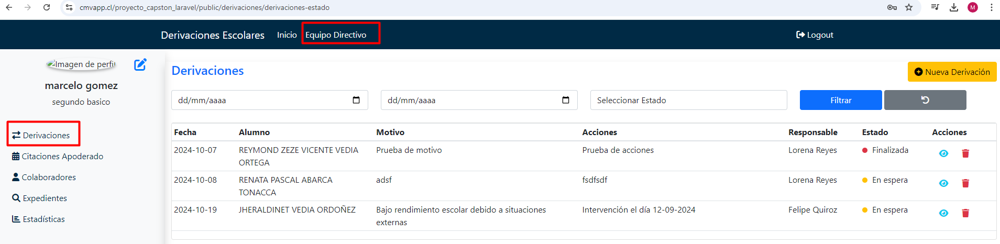 cmvapp.cl/proyecto_capston_laravel/public/derivaciones/derivaciones-estado
M
Derivaciones Escolares Inicio Equipo Directivo Logout
Imagen de perfil
marcelo gomez
segundo basico
Derivaciones
Citaciones Apoderado
Colaboradores
Expedientes
Estadísticas
Derivaciones
Nueva Derivación
dd/mm/aaaa dd/mm/aaaa Seleccionar Estado Filtrar
Fecha Alumno Motivo Acciones Responsable Estado Acciones
2024-10-07 REYMOND ZEZE VICENTE VEDIA Prueba de motivo Prueba de acciones Lorena Reyes Finalizada
ORTEGA
2024-10-08 RENATA PASCAL ABARCA adsf fsdfsdf Lorena Reyes En espera
TONACCA
2024-10-19 JHERALDINET VEDIA ORDOÑEZ Bajo rendimiento escolar debido a situaciones Intervención el día 12-09-2024 Felipe Quiroz En espera
externas